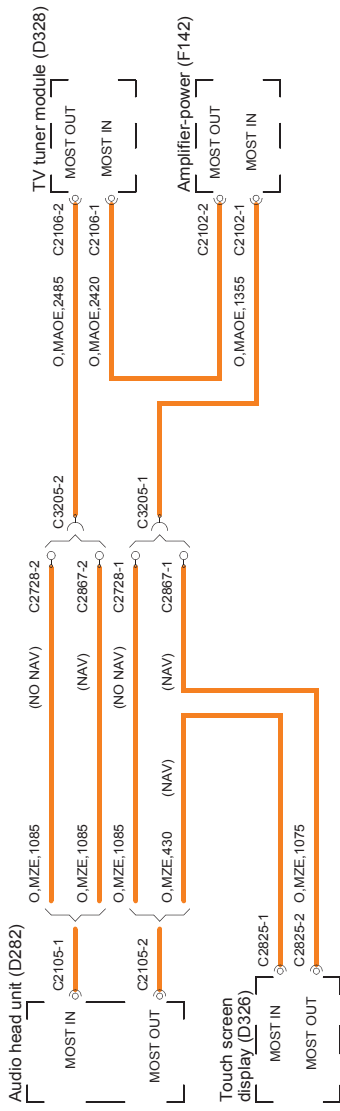 Audio head unit (D282)
MOST IN
MOST OUT
C2105-1
C2105-2
O,MZE,1085
(NO NAV)
C2728-2
O,MZE,1085
(NAV)
C2867-2
O,MZE,1085
(NO NAV)
C2728-1
O,MZE,430
(NAV)
(NAV)
C2867-1
C3205-2
C3205-1
O,MAOE,2485
C2106-2
O,MAOE,2420
C2106-1
TV tuner module (D328)
MOST OUT
MOST IN
C2102-2
O,MAOE,1355
C2102-1
Amplifier-power (F142)
MOST OUT
MOST IN
Touch screen
display (D326)
MOST IN
MOST OUT
C2825-1
C2825-2
O,MZE,1075